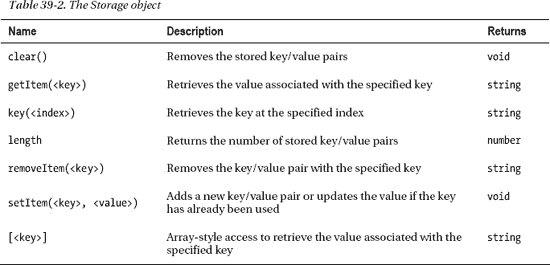 Table 39-2. The Storage object
Name Description Returns
clear() Removes the stored key/value pairs void
getItem(<key>) Retrieves the value associated with the specified key string
key(<index>) Retrieves the key at the specified index string
length Returns the number of stored key/value pairs number
removeItem(<key>) Removes the key/value pair with the specified key string
setItem(<key>, <value>) Adds a new key/value pair or updates the value if the key void
has already been used
[<key>] Array-style access to retrieve the value associated with the string
specified key